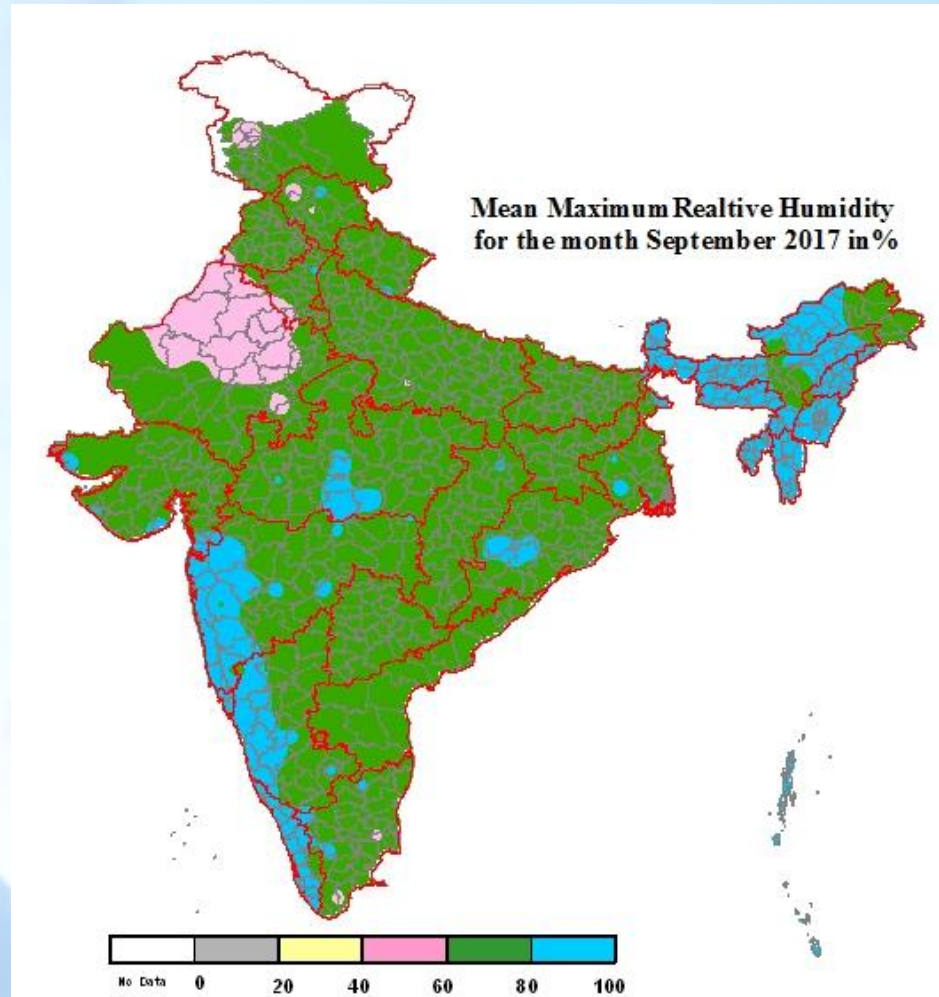 Mean Maximum Realtive Humidity
for the month September 2017 in%
No Data 0 20 40 60 80 100